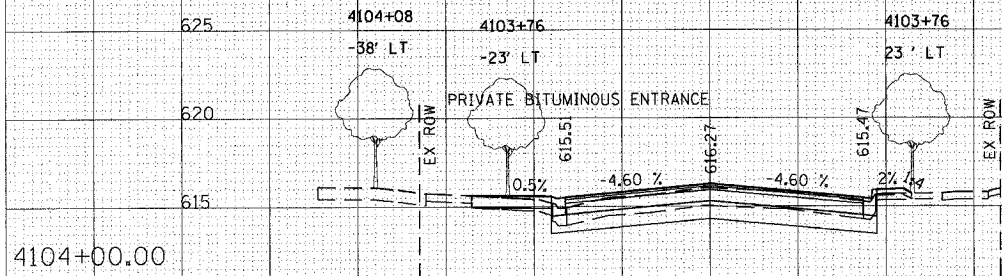 625
4104+08
-38' LT
4103+76
-23' LT
4103+76
23 ' LT
620
PRIVATE BITUMINOUS ENTRANCE
EX ROW
615.51
616.27
615.47
EX ROW
0.5%
-4.60 %
-4.60 %
2%
1:4
615
4104+00.00